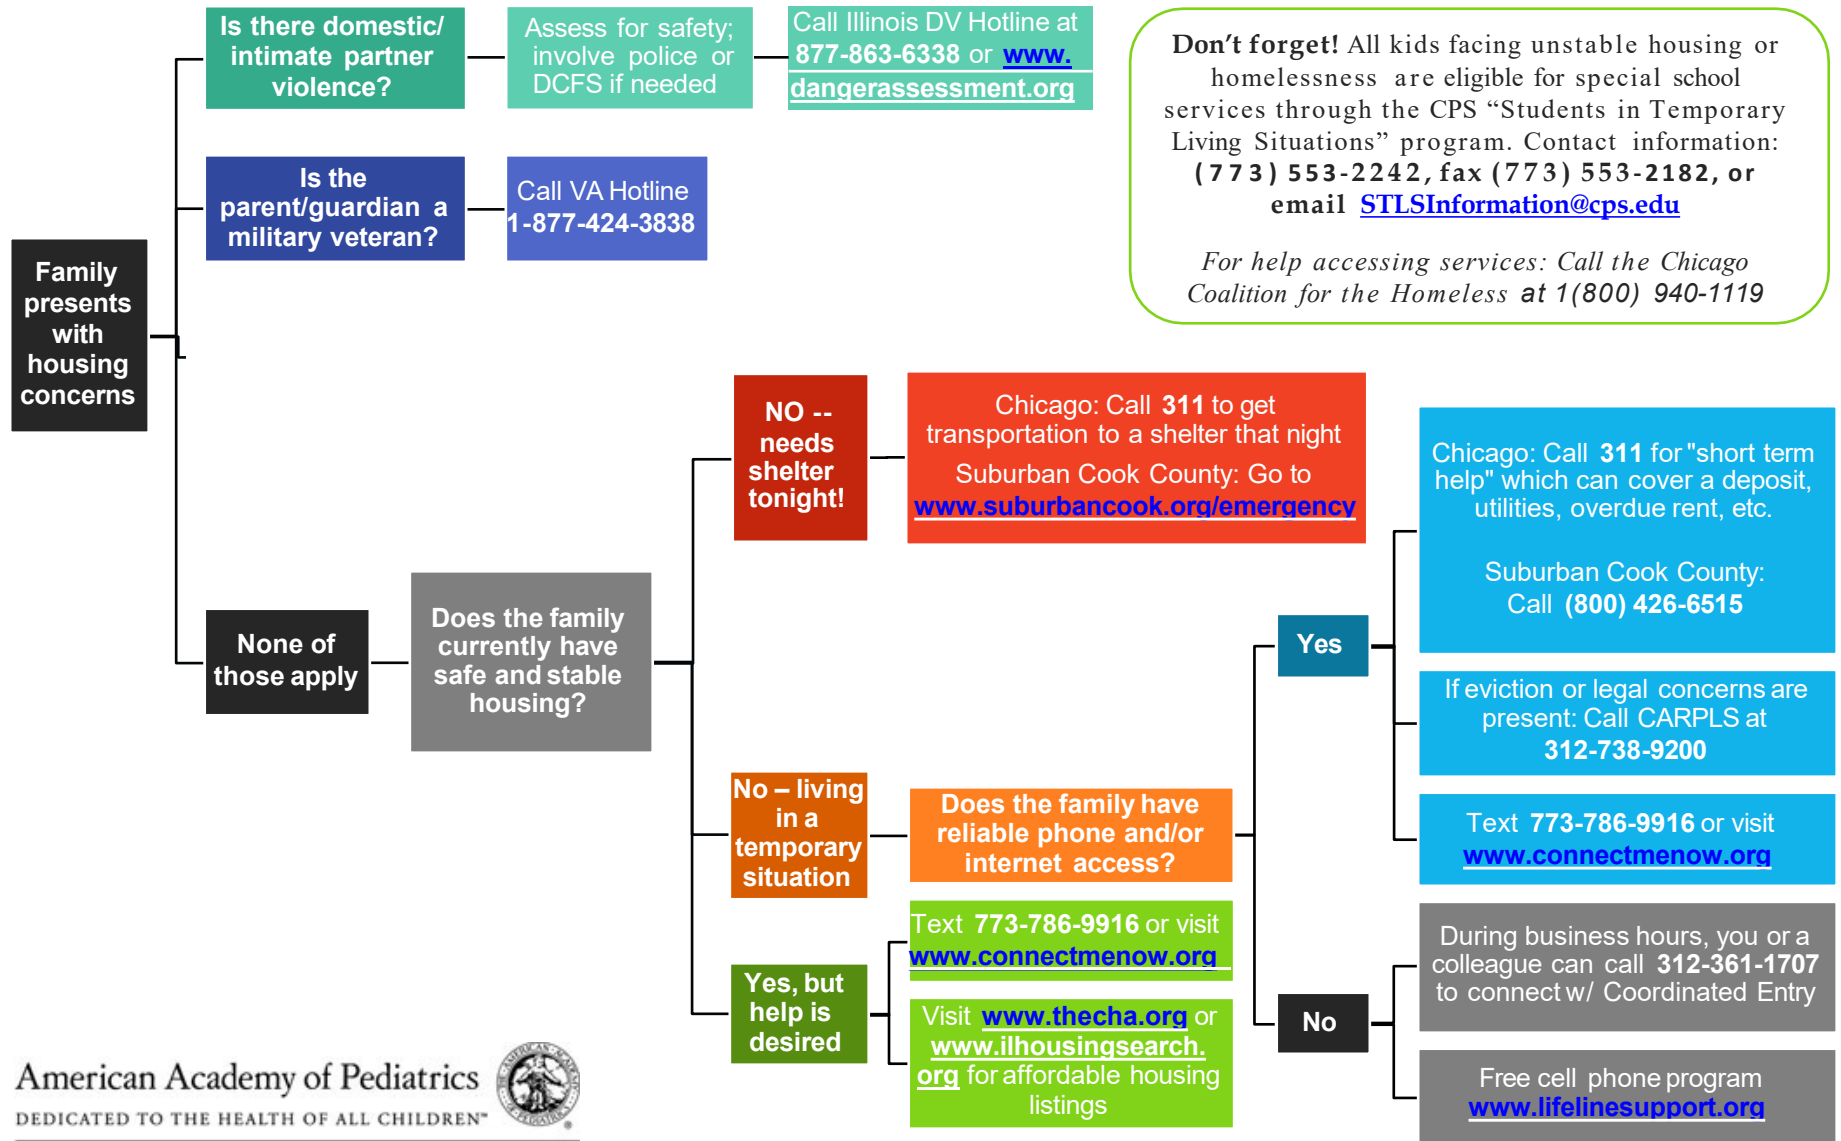 Is there domestic/
intimate partner
violence?
Assess for safety;
involve police or
DCFS if needed
Call Illinois DV Hotline at
877-863-6338 or www.
dangerassessment.org
Don't forget! All kids facing unstable housing or
homelessness are eligible for special school
services through the CPS “Students in Temporary
Living Situations” program. Contact information:
(773) 553-2242, fax (773) 553-2182, or
email STLSInformation@cps.edu
For help accessing services: Call the Chicago
Coalition for the Homeless at 1(800) 940-1119
Is the
parent/guardian a
military veteran?
Call VA Hotline
1-877-424-3838
Family
presents
with
housing
concerns
None of
those apply
Does the family
currently have
safe and stable
housing?
NO --
needs
shelter
tonight!
Chicago: Call 311 to get
transportation to a shelter that night
Suburban Cook County: Go to
www.suburbancook.org/emergency
No – living
in a
temporary
situation
Does the family have
reliable phone and/or
internet access?
Yes
Chicago: Call 311 for "short term
help" which can cover a deposit,
utilities, overdue rent, etc.
Suburban Cook County:
Call (800) 426-6515
If eviction or legal concerns are
present: Call CARPLS at
312-738-9200
Text 773-786-9916 or visit
www.connectmenow.org
No
During business hours, you or a
colleague can call 312-361-1707
to connect w/ Coordinated Entry
Free cell phone program
www.lifelinesupport.org
Yes, but
help is
desired
Text 773-786-9916 or visit
www.connectmenow.org
Visit www.thecha.org or
www.ilhousingsearch.
org for affordable housing
listings
American Academy of Pediatrics
DEDICATED TO THE HEALTH OF ALL CHILDREN™